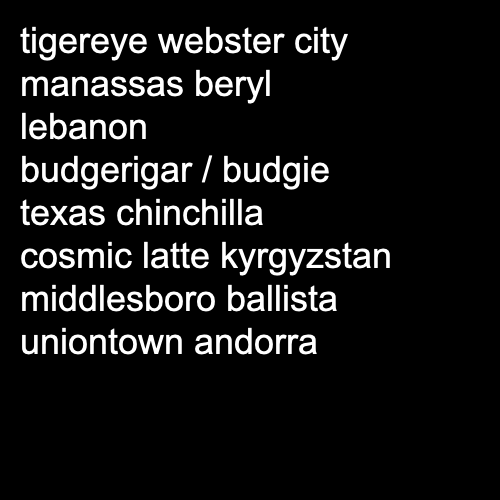 tigereye webster city
manassas beryl
lebanon
budgerigar / budgie
texas chinchilla
cosmic latte kyrgyzstan
middlesboro ballista
uniontown andorra